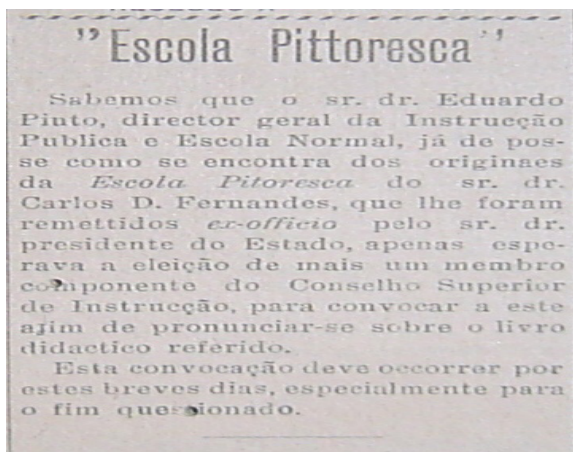 "Escola Pittoresca"
Sabemos que o sr. dr. Eduardo
Pinto, director geral da Instrucção
Publica e Escola Normal, já de pos-
se como se encontra dos originaes
da Escola Pitoresca do sr. dr.
Carlos D. Fernandes, que lhe foram
remettidos ex-officio pelo sr. dr.
presidente do Estado, apenas espe-
rava a eleição de mais um membro
componente do Conselho Superior
de Instrucção, para convocar a este
afim de pronunciar-se sobre o livro
didactico referido.
Esta convocação deve occorrer por
estes breves dias, especialmente para
o fim questionado.